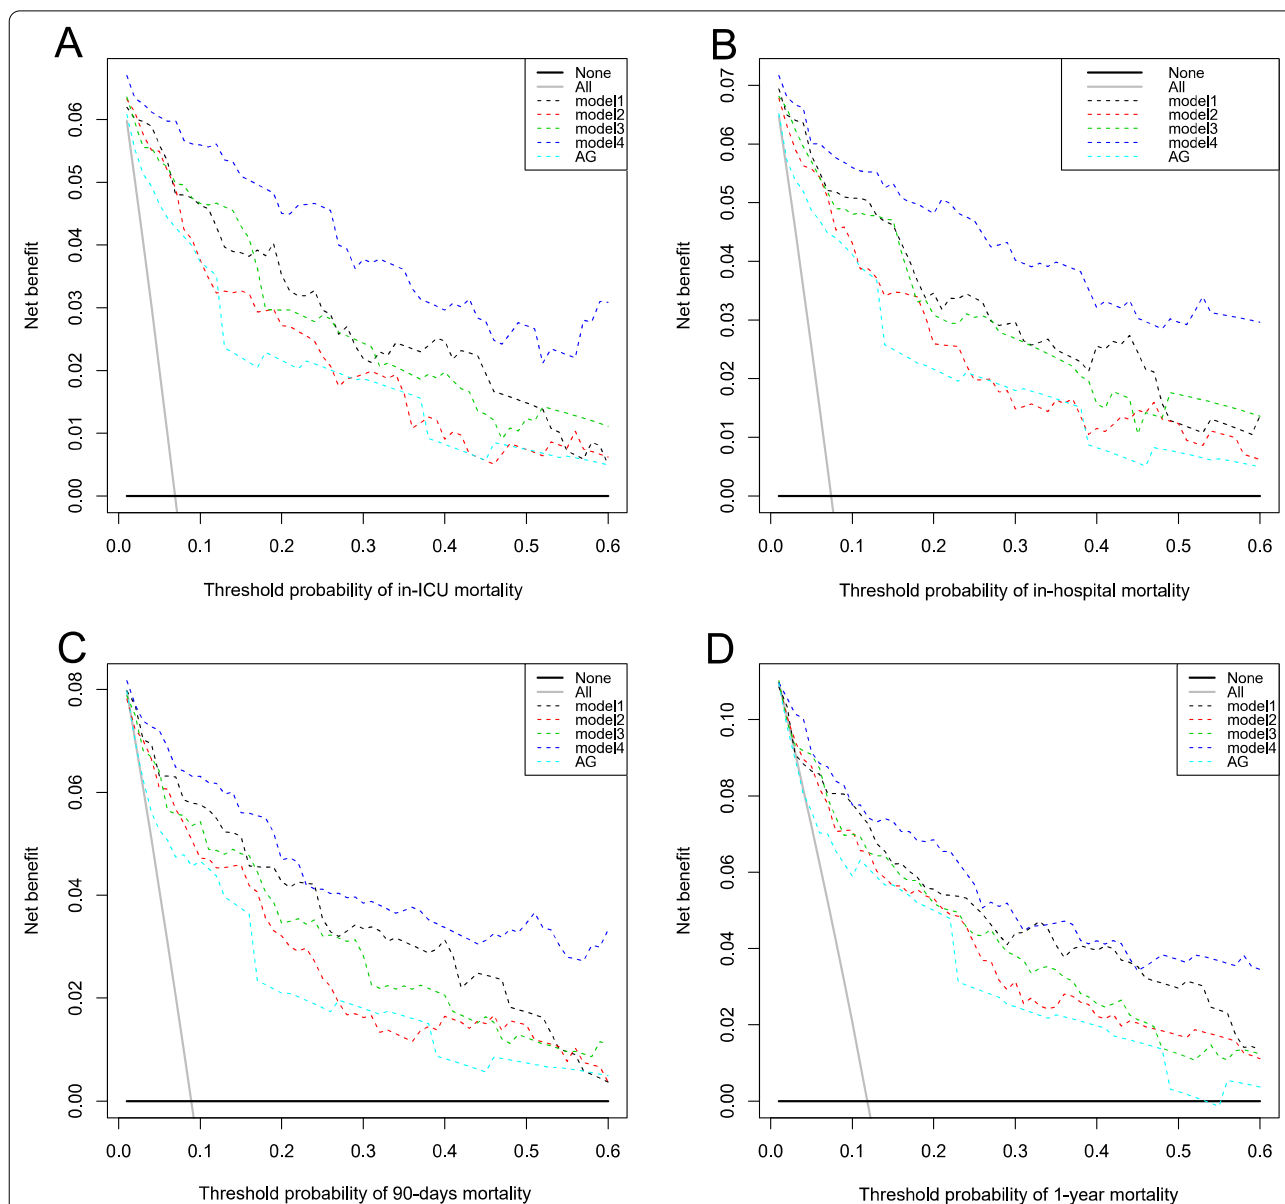 A
None
All
model1
model2
model3
model4
AG
Net benefit
0.00 0.01 0.02 0.03 0.04 0.05 0.06
0.0 0.1 0.2 0.3 0.4 0.5 0.6
Threshold probability of in-ICU mortality
B
None
All
model1
model2
model3
model4
AG
Net benefit
0.00 0.01 0.02 0.03 0.04 0.05 0.06 0.07
0.0 0.1 0.2 0.3 0.4 0.5 0.6
Threshold probability of in-hospital mortality
C
None
All
model1
model2
model3
model4
AG
Net benefit
0.00 0.02 0.04 0.06 0.08
0.0 0.1 0.2 0.3 0.4 0.5 0.6
Threshold probability of 90-days mortality
D
None
All
model1
model2
model3
model4
AG
Net benefit
0.00 0.02 0.04 0.06 0.08 0.10
0.0 0.1 0.2 0.3 0.4 0.5 0.6
Threshold probability of 1-year mortality